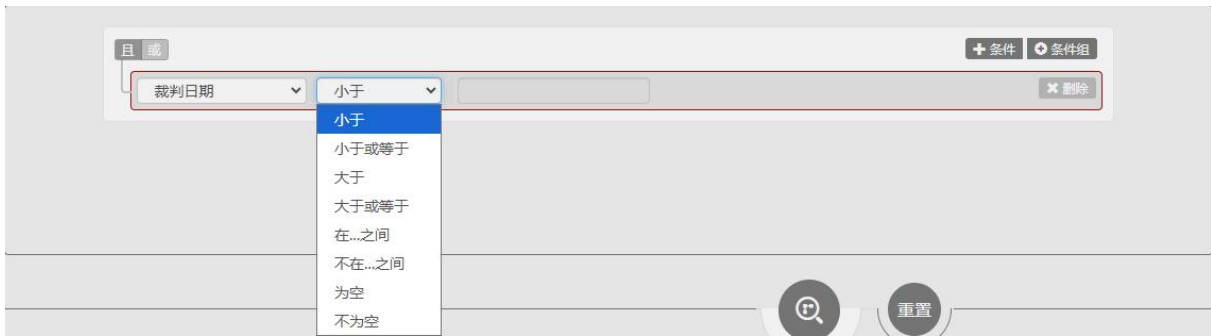 且 或 条件 条件组
裁判日期 小于 删除
小于
小于或等于
大于
大于或等于
在...之间
不在...之间
为空
不为空
重置